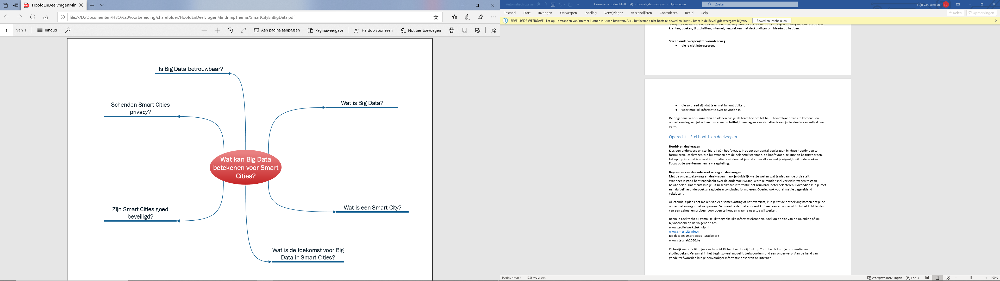 HoofdEnDeelvragenMir
file:///D:/Documenten/HBO%20Voorbereiding/sharefolder/HoofdEnDeelvragenMindmapThema7SmartCityEnBigData.pdf
1 van 1 Inhoud Aan pagina aanpassen Paginaweergave Hardop voorlezen Notities toevoegen
Is Big Data betrouwbaar?
Wat is Big Data?
Schenden Smart Cities
privacy?
Wat kan Big Data
betekenen voor Smart
Cities?
Zijn Smart Cities goed
beveiligd?
Wat is een Smart City?
Wat is de toekomst voor Big
Data in Smart Cities?
Automatisch opslaan Casus+en+opdracht+ICT (4) - Beveiligde weergave - Opgeslagen Zoeken stijn van eekelen SV
Bestand Start Invoegen Ontwerpen Indeling Verwijzingen Verzendlijsten Controleren Beeld Help Delen Opmerkingen
BEVEILIGDE WEERGAVE Let op - bestanden van internet kunnen virussen bevatten. Als u het bestand niet hoeft te bewerken, kunt u beter in de Beveiligde weergave blijven. Bewerken inschakelen
kranten, boeken, tijdschriften, Internet, gesprekken met deskundigen om ideeën op te doen.
Streep onderwerpen/trefwoorden weg
● die je niet interesseren;
● die zo breed zijn dat je er niet in kunt duiken;
● waar moeilijk informatie over te vinden is.
De opgedane kennis, inzichten en ideeën pas je als team toe om tot het uiteindelijke advies te komen: Een
onderbouwing van jullie idee d.m.v. een schriftelijk verslag en een visualisatie van jullie idee in een zelfgekozen
vorm.
Opdracht – Stel hoofd- en deelvragen
Hoofd- en deelvragen
Kies een onderwerp en stel hierbij één hoofdvraag. Probeer een aantal deelvragen bij deze hoofdvraag te
formuleren. Deelvragen zijn hulpvragen om de belangrijkste vraag, de hoofdvraag, te kunnen beantwoorden.
Let op: op internet is zoveel informatie te vinden dat je snel afdwaalt van wat je eigenlijk wil onderzoeken.
Focus op je zoektermen en je vraagstelling.
Begrenzen van de onderzoeksvraag en deelvragen
Met de onderzoeksvraag en deelvragen maak je duidelijk wat je wel en wat je niet aan de orde stelt.
Wanneer je goed hebt nagedacht over de onderzoeksvraag, word je minder snel verleid zijwegen te gaan
bewandelen. Daarnaast kun je uit beschikbare informatie het bruikbare beter selecteren. Bovendien kun je met
een duidelijke onderzoeksvraag betere conclusies formuleren. Overleg ook vooral met je begeleidend
vakdocent.
Al lezende, tijdens het maken van een samenvatting of het overzicht, kun je tot de ontdekking komen dat je de
onderzoeksvraag moet aanpassen. Dat moet je dan zeker doen! Probeer een en ander altijd in het licht te zien
van een geheel en probeer voor ogen te houden waar je naartoe wil werken.
Begin je zoektocht bij gemakkelijk toegankelijke informatiebronnen. Zoek op de site van de opleiding of kijk
bijvoorbeeld op de volgende sites:
www.profielwerkstukhulp.nl
www.smartcityinfo.nl
Big data en smart cities - Stadswerk
www.stadslab2050.be
Of bekijk eens de filmpjes van futurist Richard van Hooijdonk op Youtube. Je kunt je ook verdiepen in
studieboeken. Verzamel in het begin zo veel mogelijk trefwoorden rond een onderwerp. Aan de hand van
goede trefwoorden kun je eenvoudiger informatie opsporen op internet.
Pagina 4 van 4 1736 woorden Weergave-instellingen Focus 100%